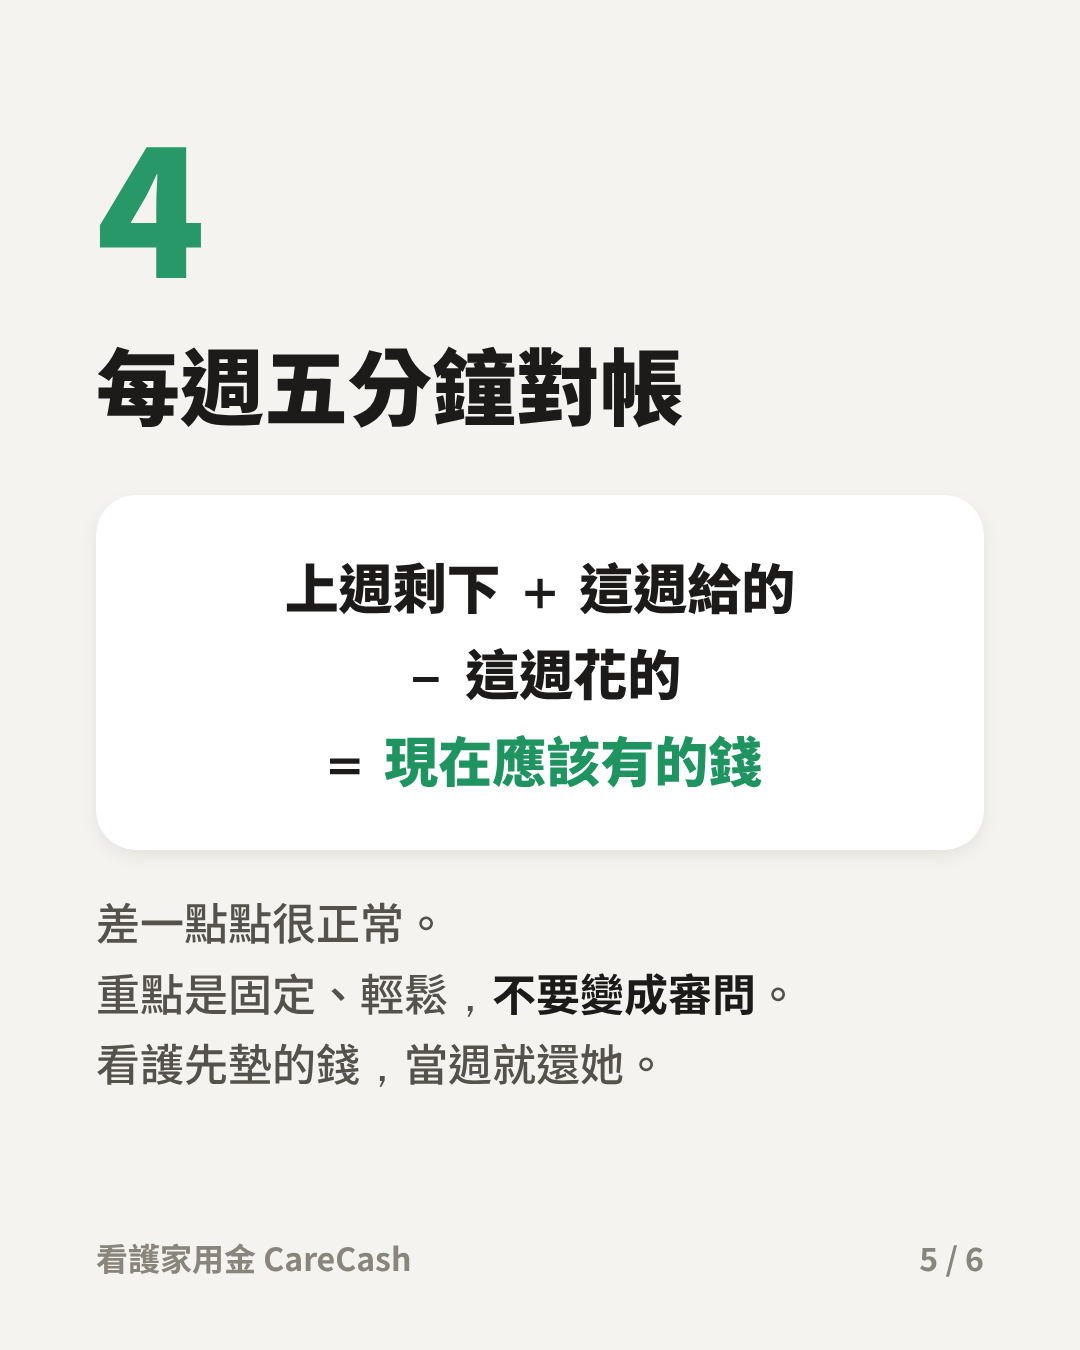 4
每週五分鐘對帳
上週剩下 + 這週給的
− 這週花的
= 現在應該有的錢
差一點點很正常。
重點是固定、輕鬆，不要變成審問。
看護先墊的錢，當週就還她。
看護家用金 CareCash
5 / 6